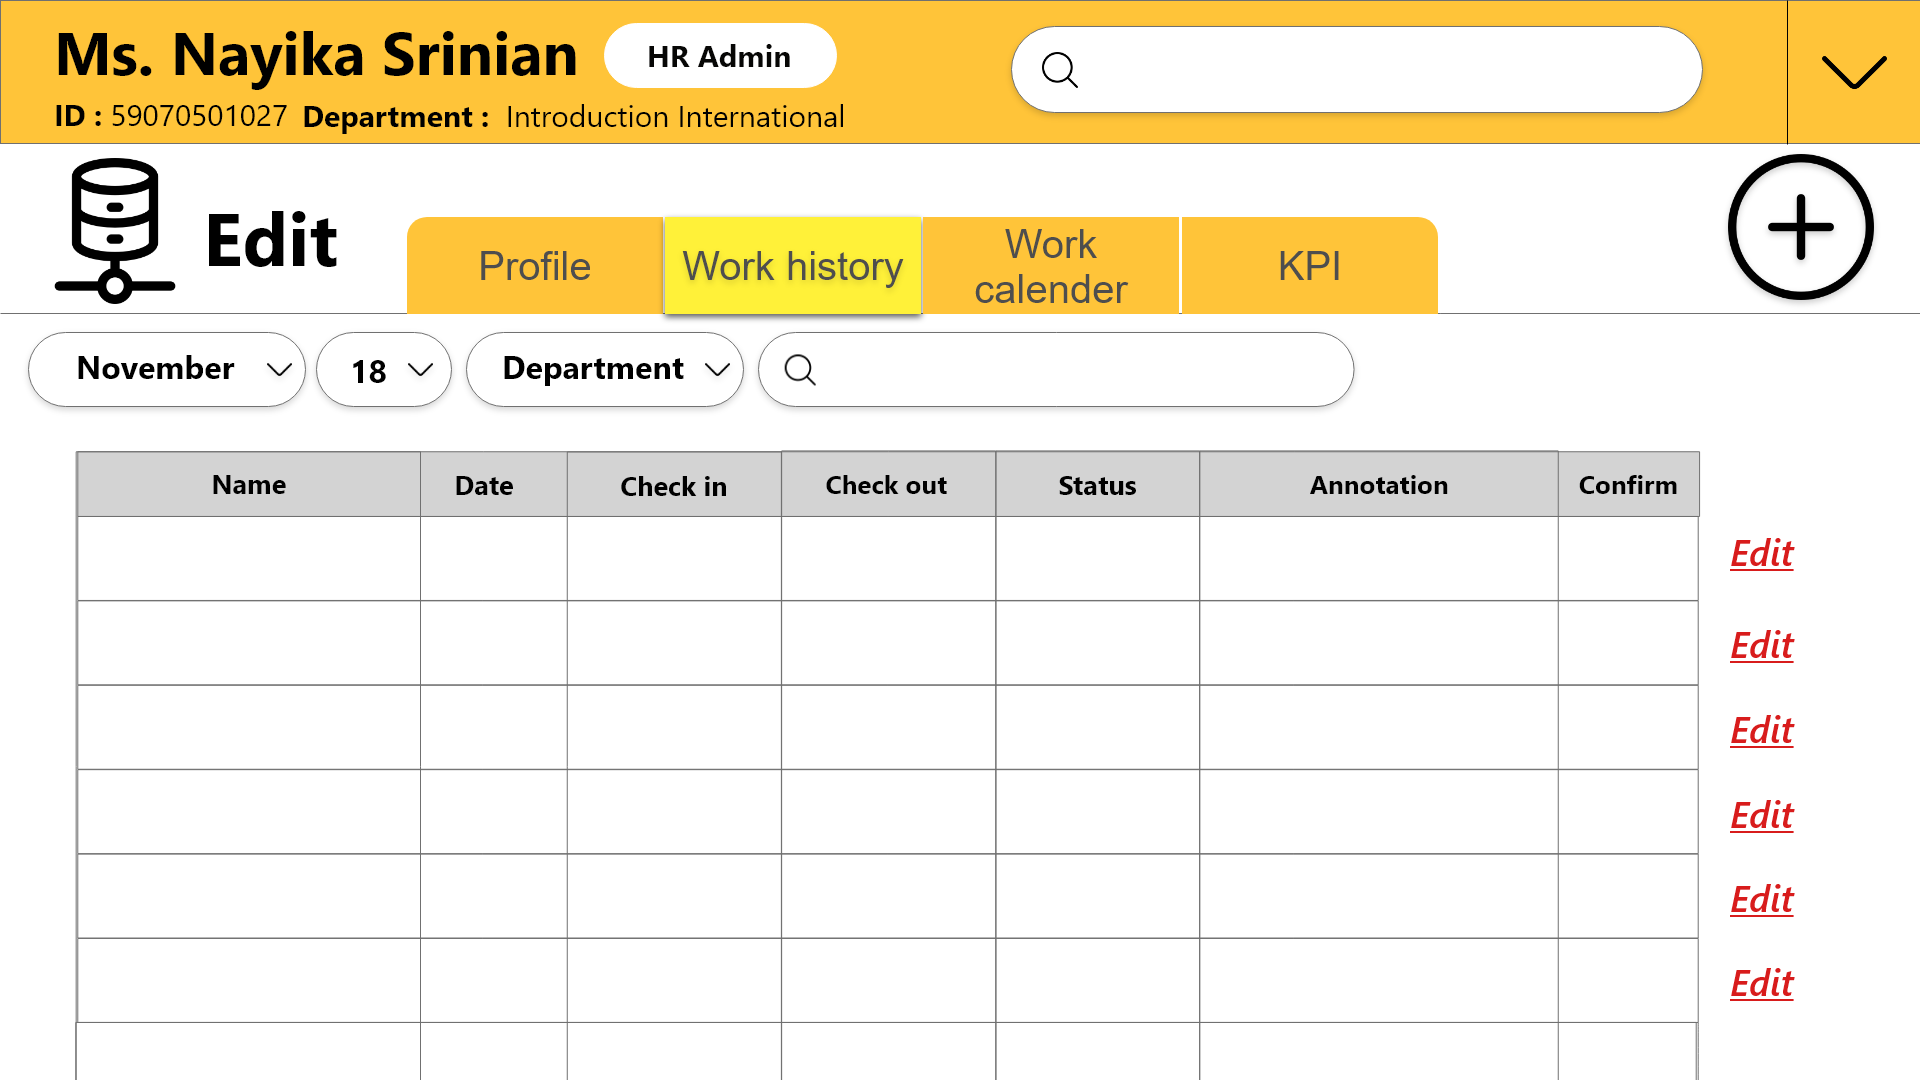 Ms. Nayika Srinian HR Admin
ID : 59070501027 Department : Introduction International
Edit
Profile
Work history
Work
calender
KPI
November 18 Department
Name Date Check in Check out Status Annotation Confirm
Edit
Edit
Edit
Edit
Edit
Edit